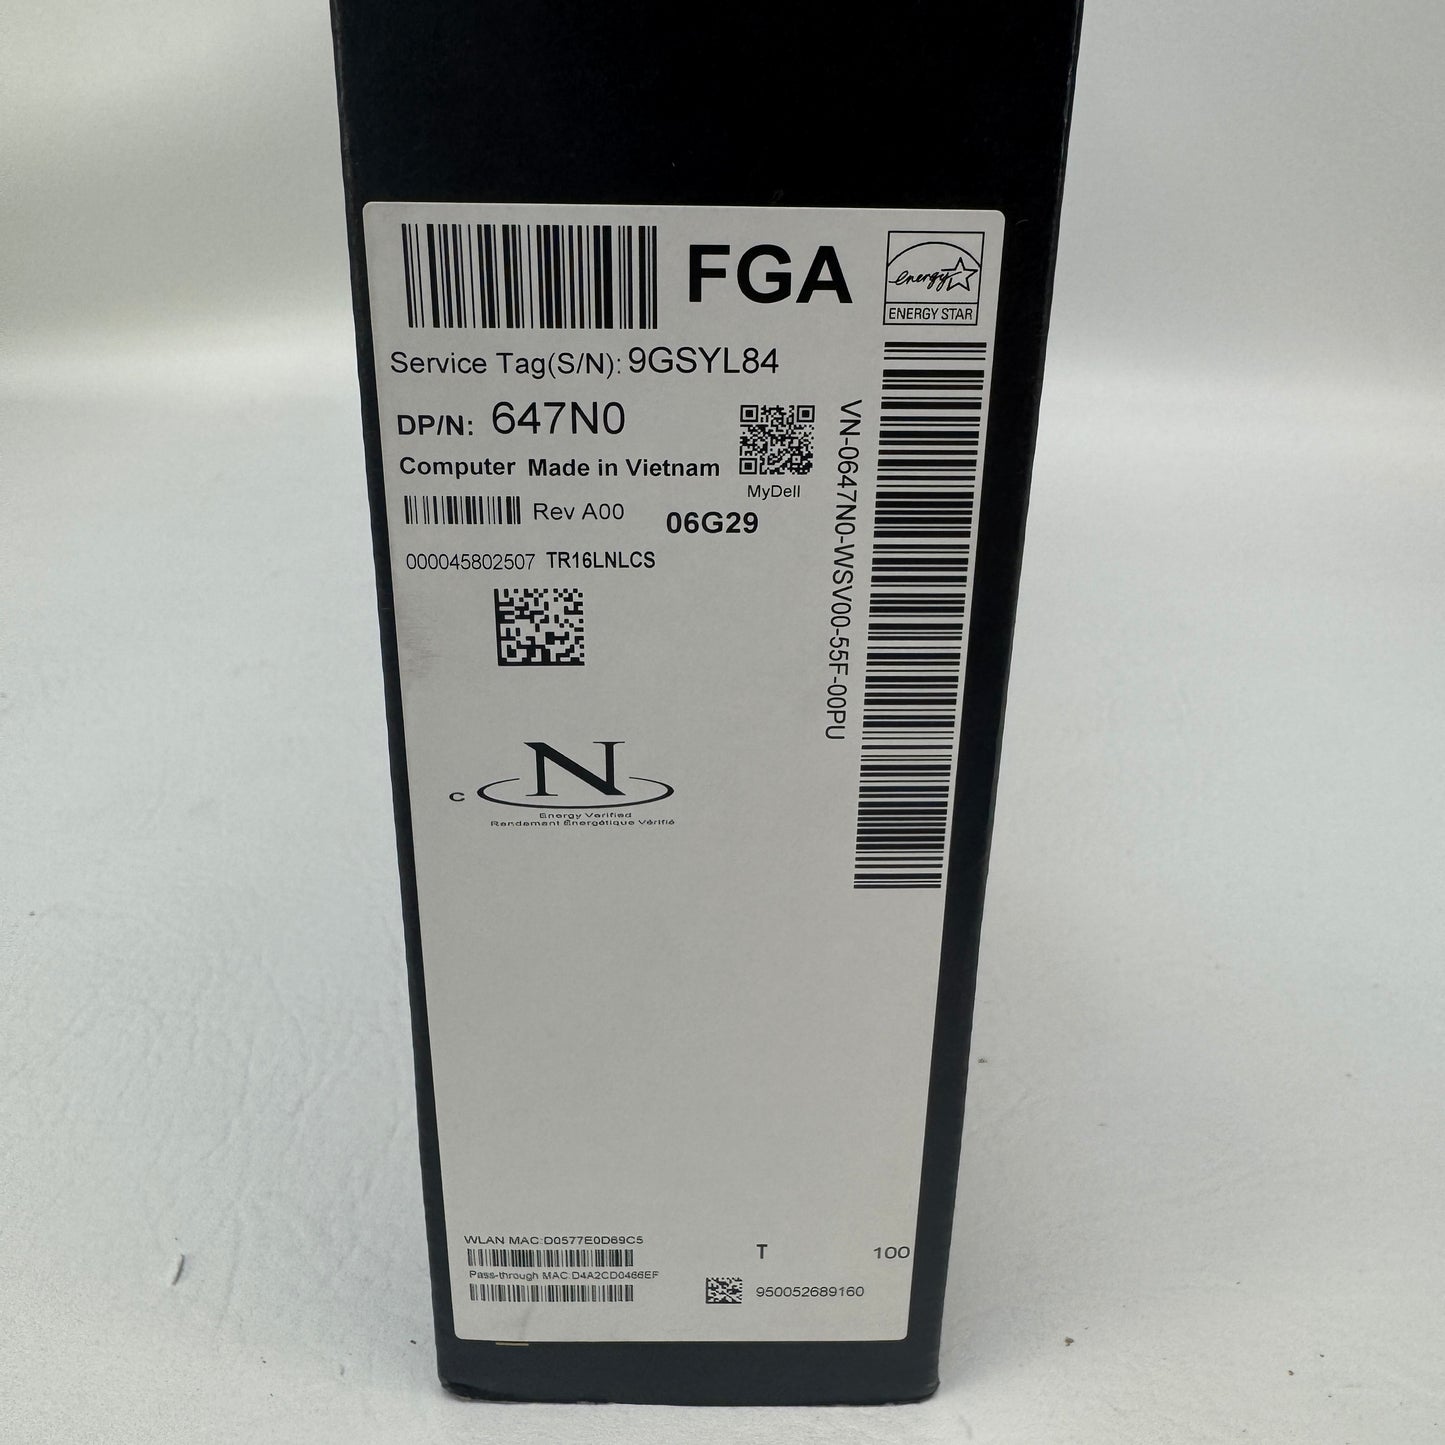 FGA
energy
ENERGY STAR
Service Tag(S/N): 9GSYL84
DP/N: 647N0
Computer Made in Vietnam
MyDell
Rev A00
06G29
000045802507 TR16LNLCS
VN-0647N0-WSV00-55F-00PU
C N
Energy Verified
Rendement Énergétique Vérifié
WLAN MAC:D0577E0D69C5
Pass-through MAC:D4A2CD0466EF
T 100
950052689160